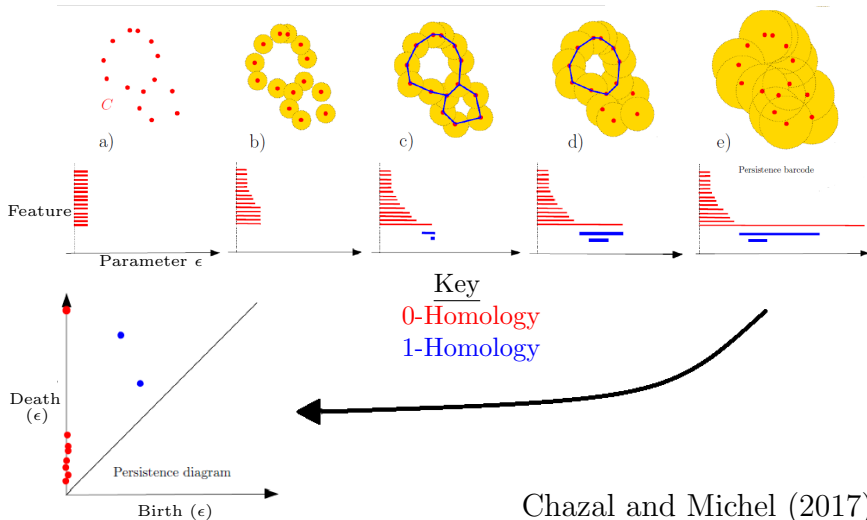 C
a)
b)
c)
d)
e)
Persistence barcode
Feature
Parameter ϵ
Key
0-Homology
1-Homology
Death
(ϵ)
Persistence diagram
Birth (ϵ)
Chazal and Michel (2017)